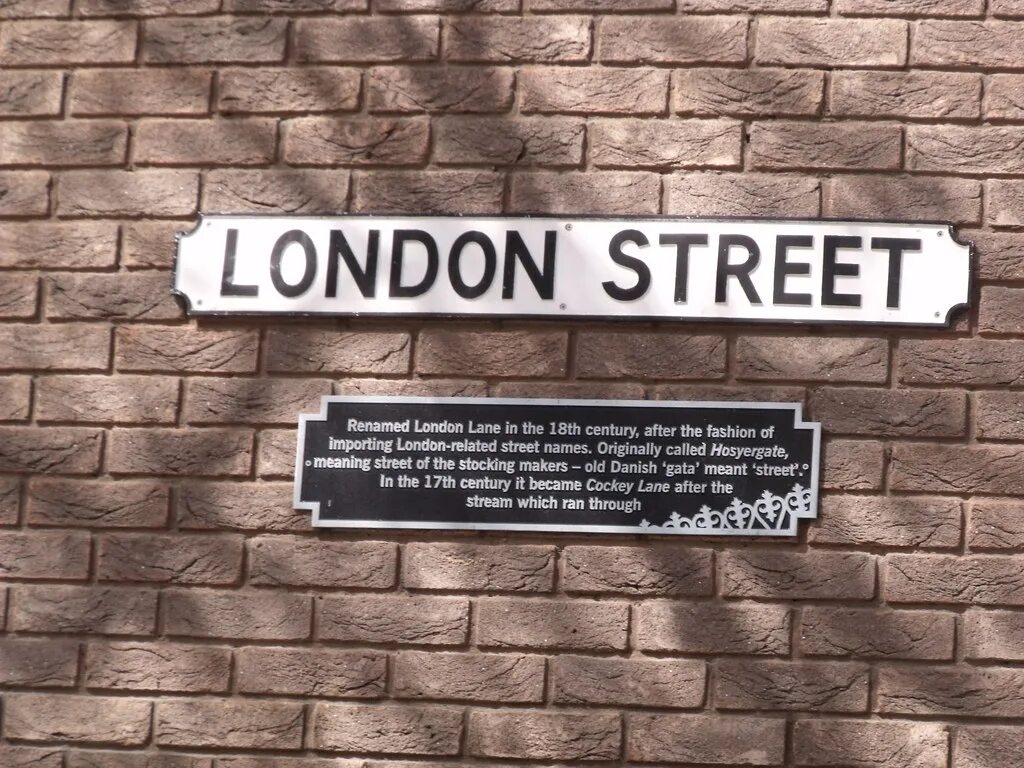 LONDON STREET
Renamed London Lane in the 18th century, after the fashion of
importing London-related street names. Originally called Hosyergate,
meaning street of the stocking makers – old Danish ‘gata’ meant ‘street’.
In the 17th century it became Cockey Lane after the
stream which ran through